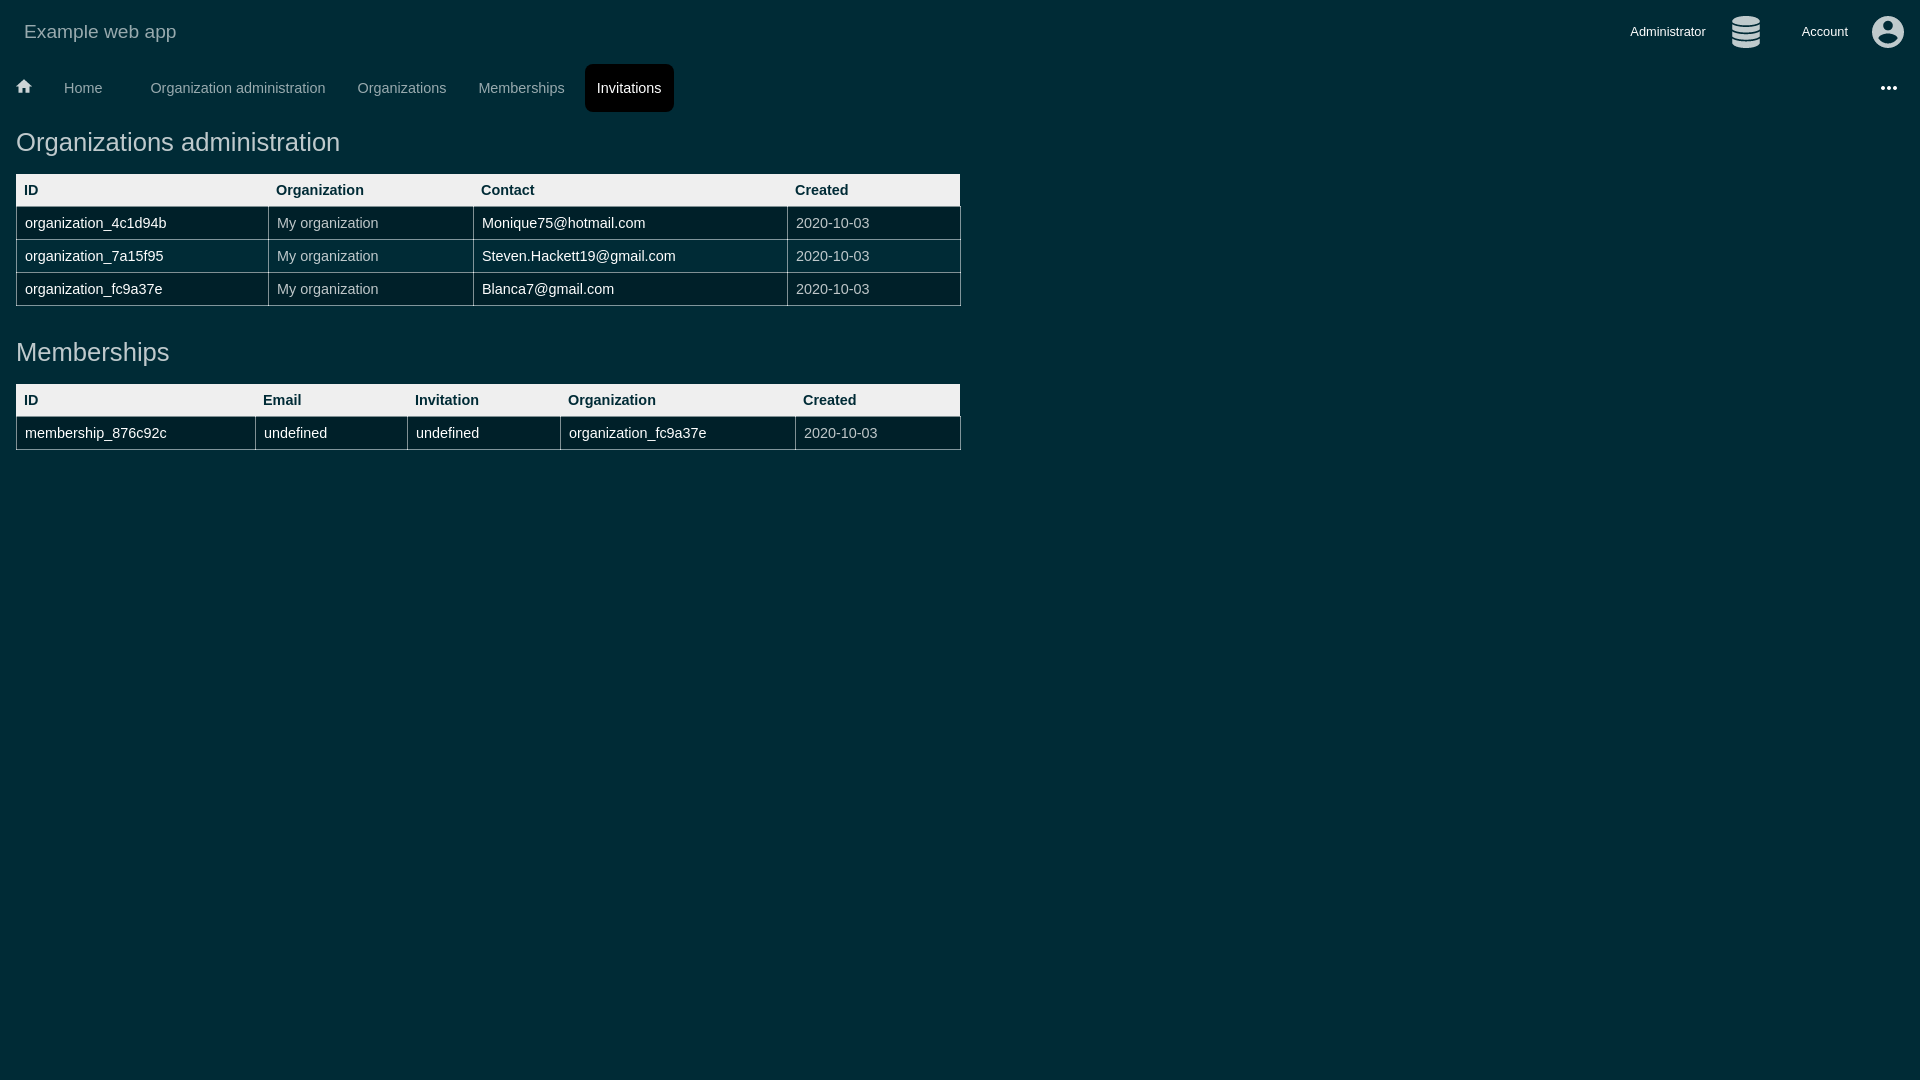 Example web app
Administrator
Account
Home
Organization administration
Organizations
Memberships
Invitations
Organizations administration
ID Organization Contact Created
organization_4c1d94b My organization Monique75@hotmail.com 2020-10-03
organization_7a15f95 My organization Steven.Hackett19@gmail.com 2020-10-03
organization_fc9a37e My organization Blanca7@gmail.com 2020-10-03
Memberships
ID Email Invitation Organization Created
membership_876c92c undefined undefined organization_fc9a37e 2020-10-03